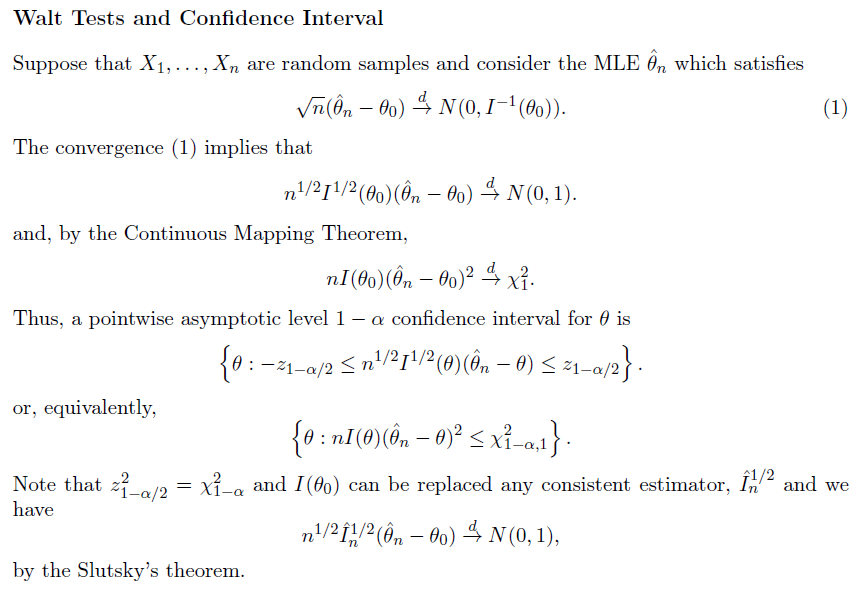 Walt Tests and Confidence Interval
Suppose that $X_1, \ldots, X_n$ are random samples and consider the MLE $\hat{\theta}_n$ which satisfies
$\sqrt{n}(\hat{\theta}_n - \theta_0) \xrightarrow{d} N(0, I^{-1}(\theta_0)).$ (1)
The convergence (1) implies that
$n^{1/2} I^{1/2}(\theta_0)(\hat{\theta}_n - \theta_0) \xrightarrow{d} N(0, 1).$
and, by the Continuous Mapping Theorem,
$nI(\theta_0)(\hat{\theta}_n - \theta_0)^2 \xrightarrow{d} \chi_1^2.$
Thus, a pointwise asymptotic level $1 - \alpha$ confidence interval for $\theta$ is
$\left\{\theta : -z_{1-\alpha/2} \leq n^{1/2} I^{1/2}(\theta)(\hat{\theta}_n - \theta) \leq z_{1-\alpha/2}\right\}.$
or, equivalently,
$\left\{\theta : nI(\theta)(\hat{\theta}_n - \theta)^2 \leq \chi_{1-\alpha,1}^2\right\}.$
Note that $z_{1-\alpha/2}^2 = \chi_{1-\alpha}^2$ and $I(\theta_0)$ can be replaced any consistent estimator, $\hat{I}_n^{1/2}$ and we
have
$n^{1/2} \hat{I}_n^{1/2}(\hat{\theta}_n - \theta_0) \xrightarrow{d} N(0, 1),$
by the Slutsky's theorem.